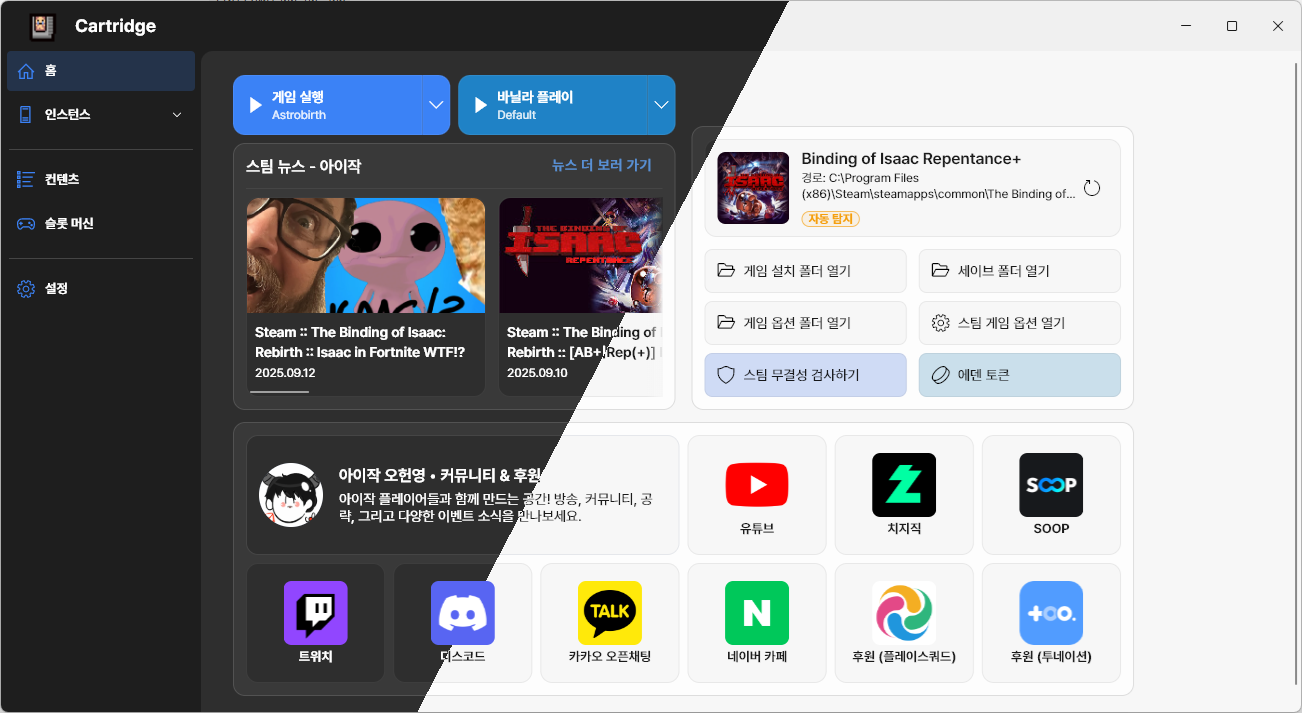 Cartridge
홈
인스턴스
컨텐츠
슬롯 머신
설정
게임 실행
Astrobirth
바닐라 플레이
Default
스팀 뉴스 - 아이작
뉴스 더 보러 가기
THE BINDING
ISAAC
REPENTANCE
Steam :: The Binding of Isaac:
Rebirth :: Isaac in Fortnite WTF!?
2025.09.12
Steam :: The Binding of
Rebirth :: [AB+/Rep(+)]
2025.09.10
ISAAC
Binding of Isaac Repentance+
경로: C:\Program Files
(x86)\Steam\steamapps\common\The Binding of...
자동 탐지
게임 설치 폴더 열기
세이브 폴더 열기
게임 옵션 폴더 열기
스팀 게임 옵션 열기
스팀 무결성 검사하기
에덴 토큰
아이작 오헌영 • 커뮤니티 & 후원
아이작 플레이어들과 함께 만드는 공간! 방송, 커뮤니티, 공
략, 그리고 다양한 이벤트 소식을 만나보세요.
유튜브
치지직
SOOP
SOOP
트위치
디스코드
TALK
카카오 오픈채팅
N
네이버 카페
후원 (플레이스쿼드)
too.
후원 (투네이션)